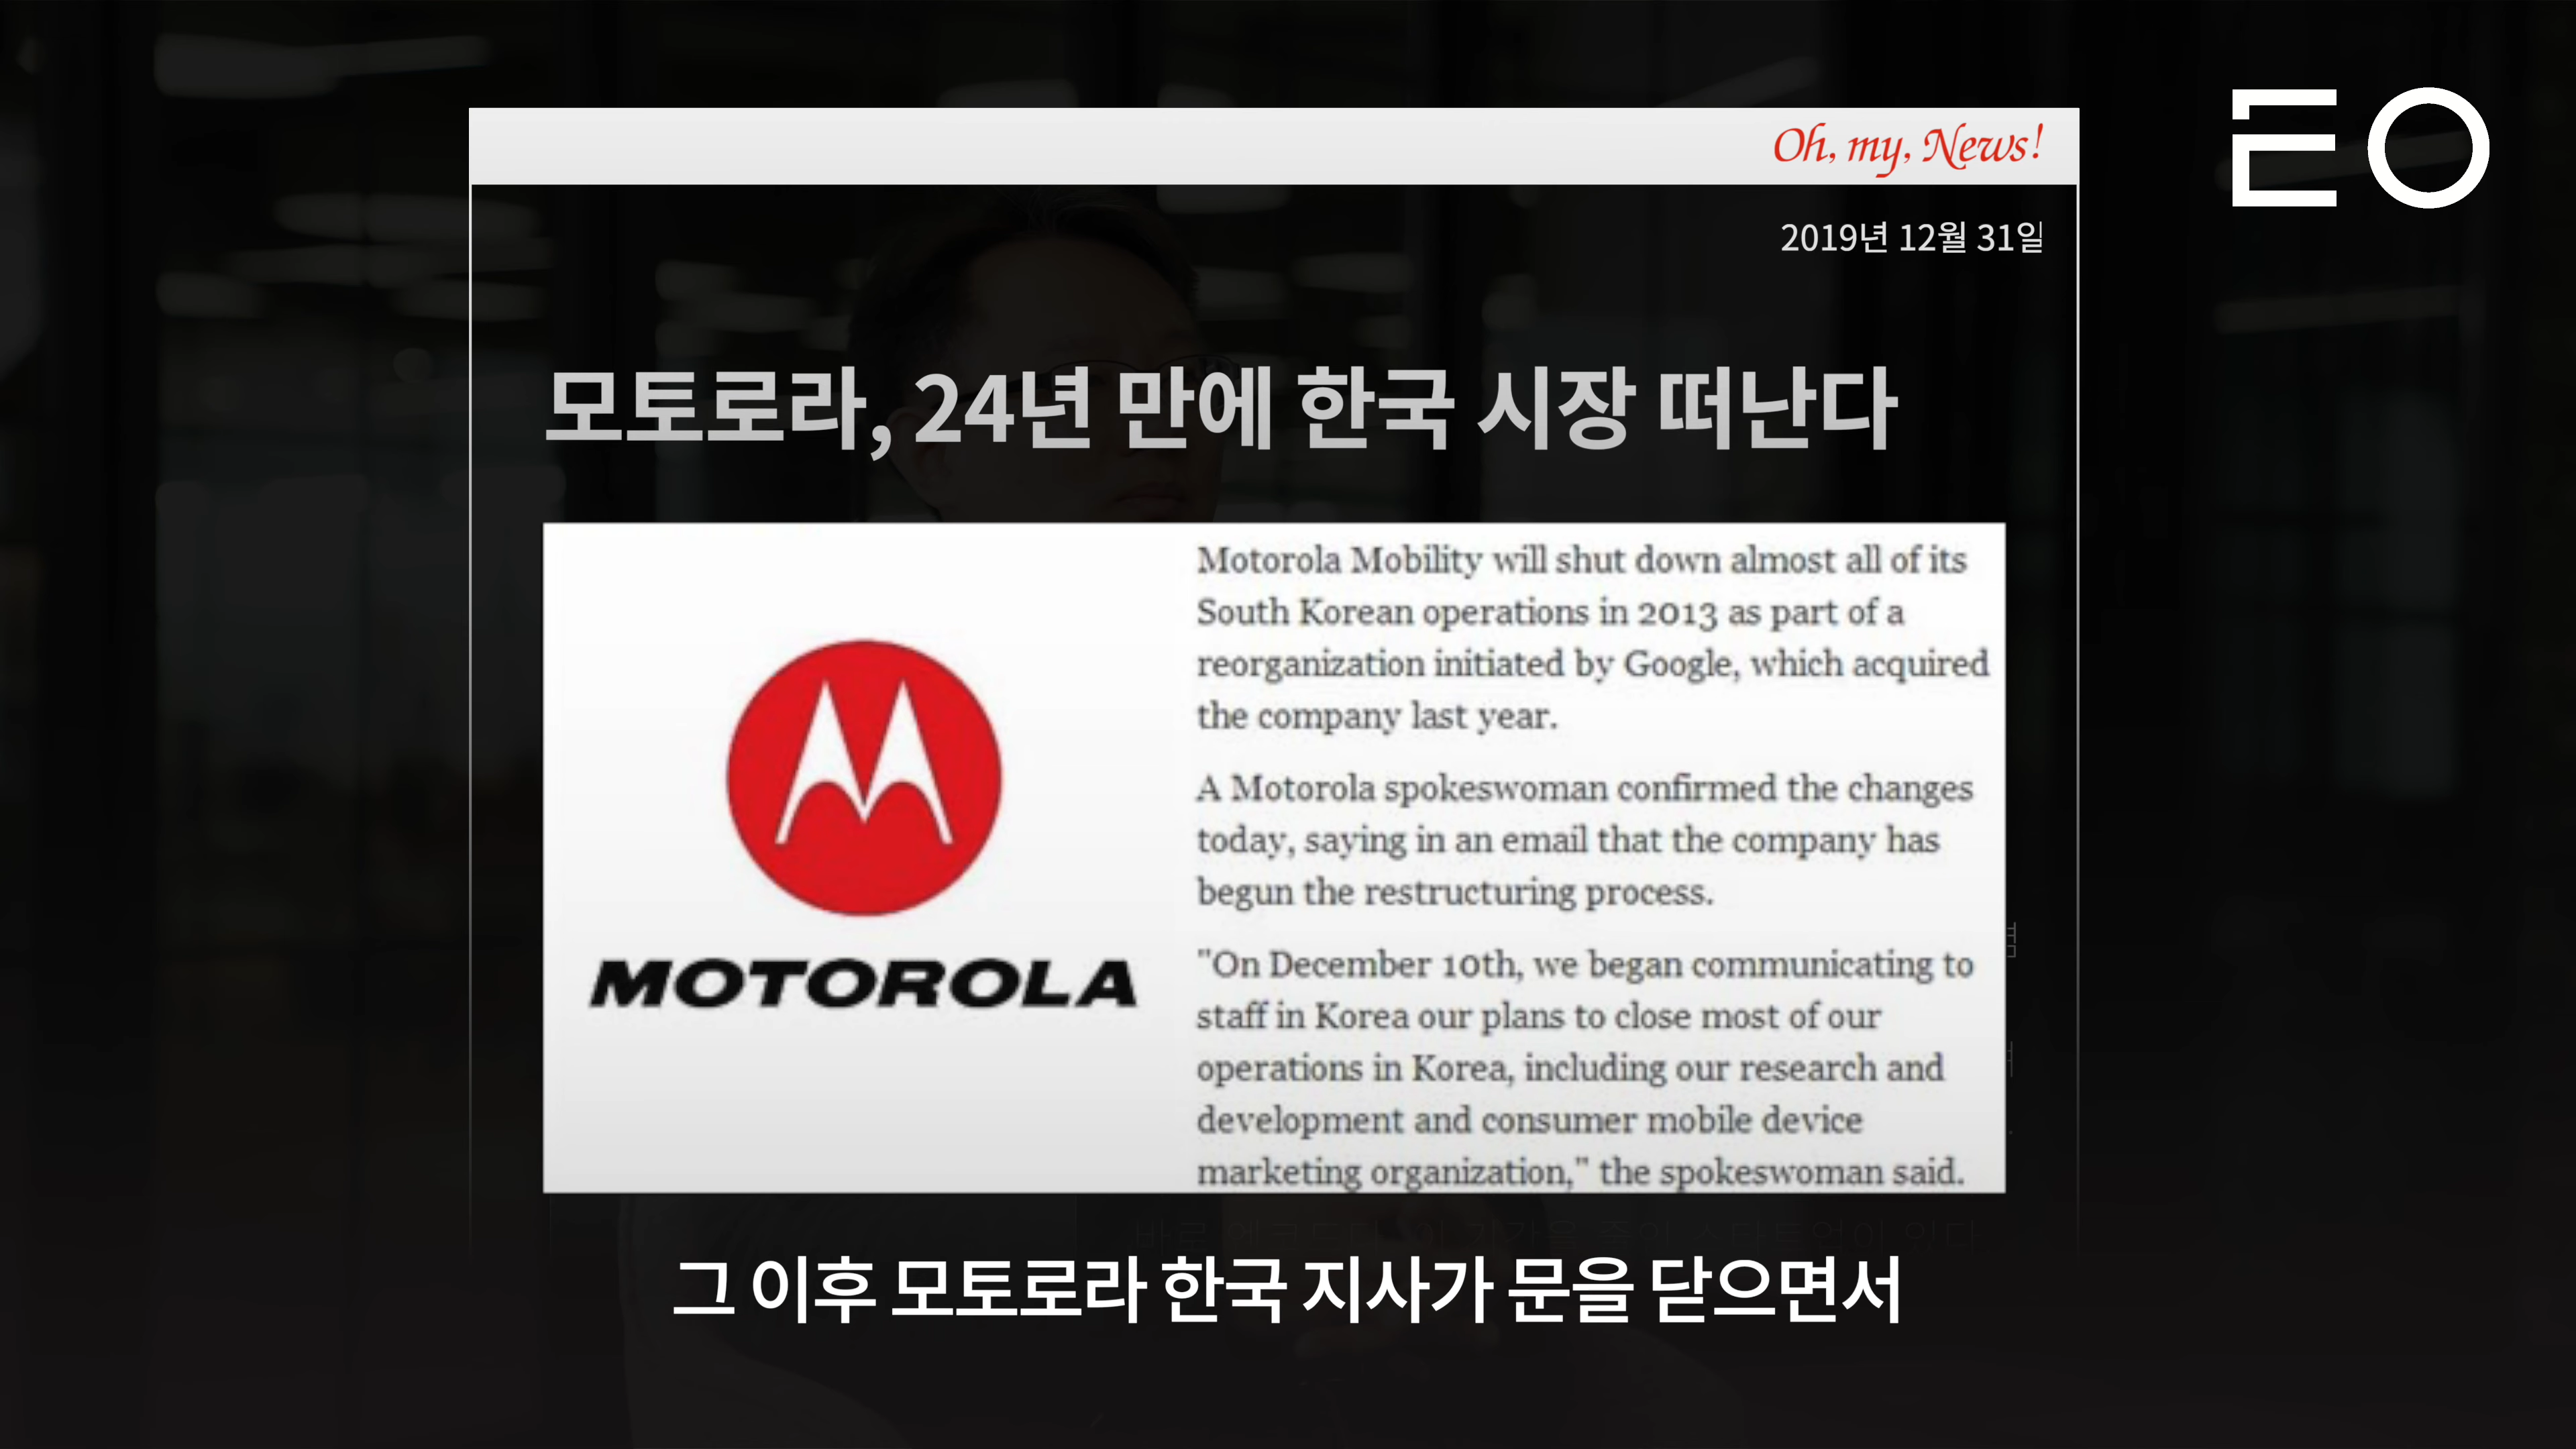 Oh, my, News!
EO
2019년 12월 31일
모토로라, 24년 만에 한국 시장 떠난다
Motorola Mobility will shut down almost all of its
South Korean operations in 2013 as part of a
reorganization initiated by Google, which acquired
the company last year.
A Motorola spokeswoman confirmed the changes
today, saying in an email that the company has
begun the restructuring process.
"On December 10th, we began communicating to
staff in Korea our plans to close most of our
operations in Korea, including our research and
development and consumer mobile device
marketing organization," the spokeswoman said.
MOTOROLA
그 이후 모토로라 한국 지사가 문을 닫으면서